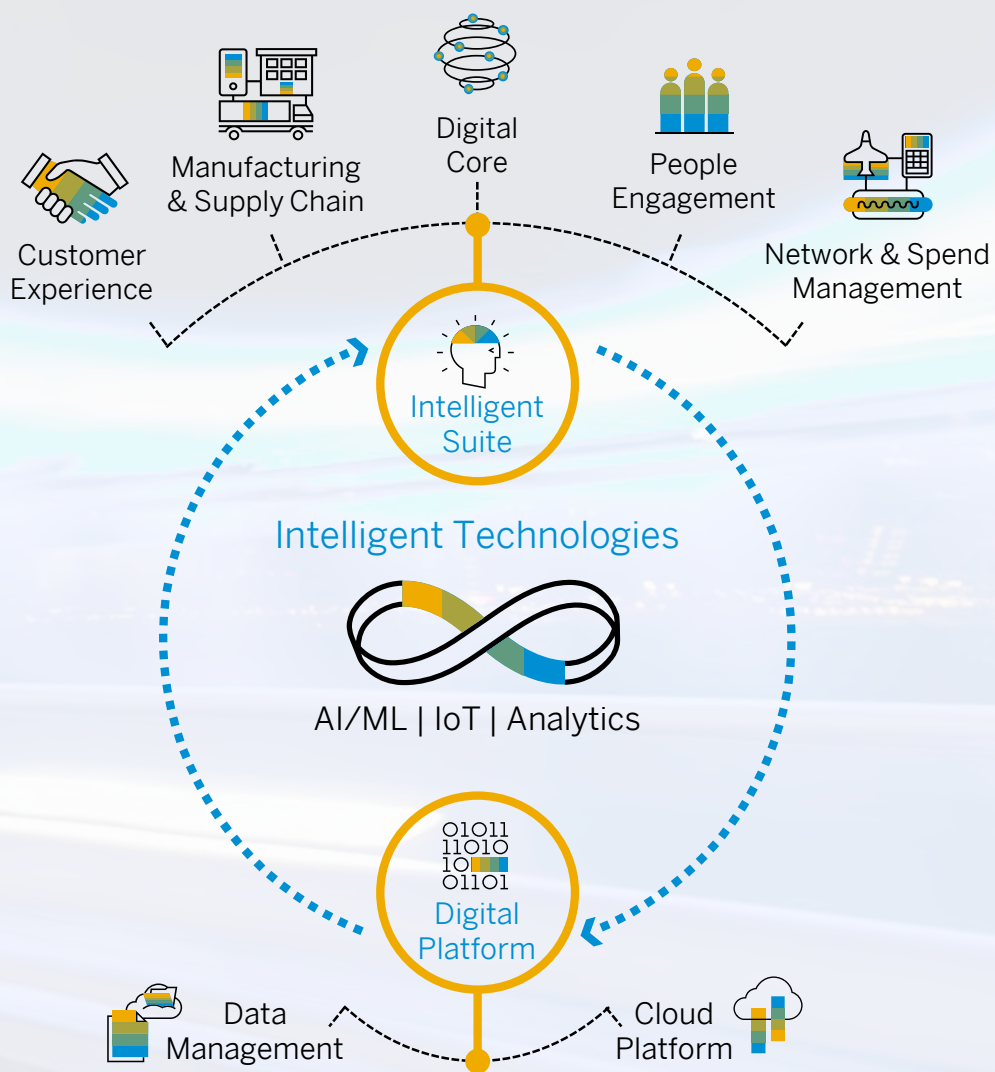 Digital
Core
Manufacturing
& Supply Chain
People
Engagement
Customer
Experience
Network & Spend
Management
Intelligent
Suite
Intelligent Technologies
AI/ML | IoT | Analytics
01011
11010
10
01101
Digital
Platform
Data
Management
Cloud
Platform